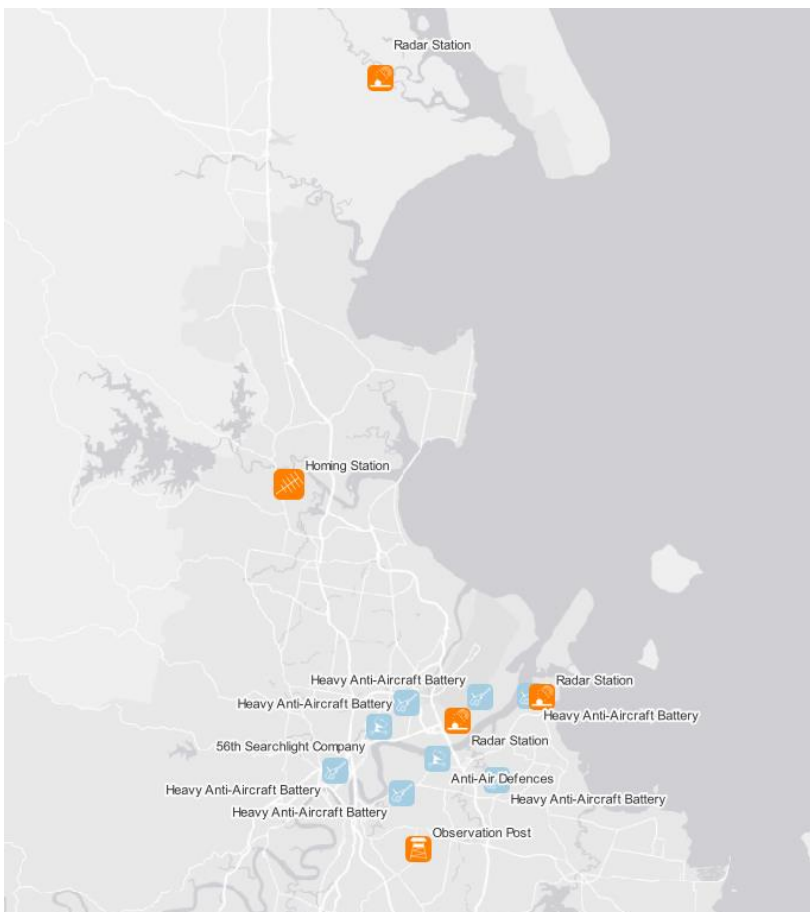 Radar Station
Homing Station
Heavy Anti-Aircraft Battery
Radar Station
Heavy Anti-Aircraft Battery
Heavy Anti-Aircraft Battery
Radar Station
56th Searchlight Company
Anti-Air Defences
Heavy Anti-Aircraft Battery
Heavy Anti-Aircraft Battery
Heavy Anti-Aircraft Battery
Observation Post